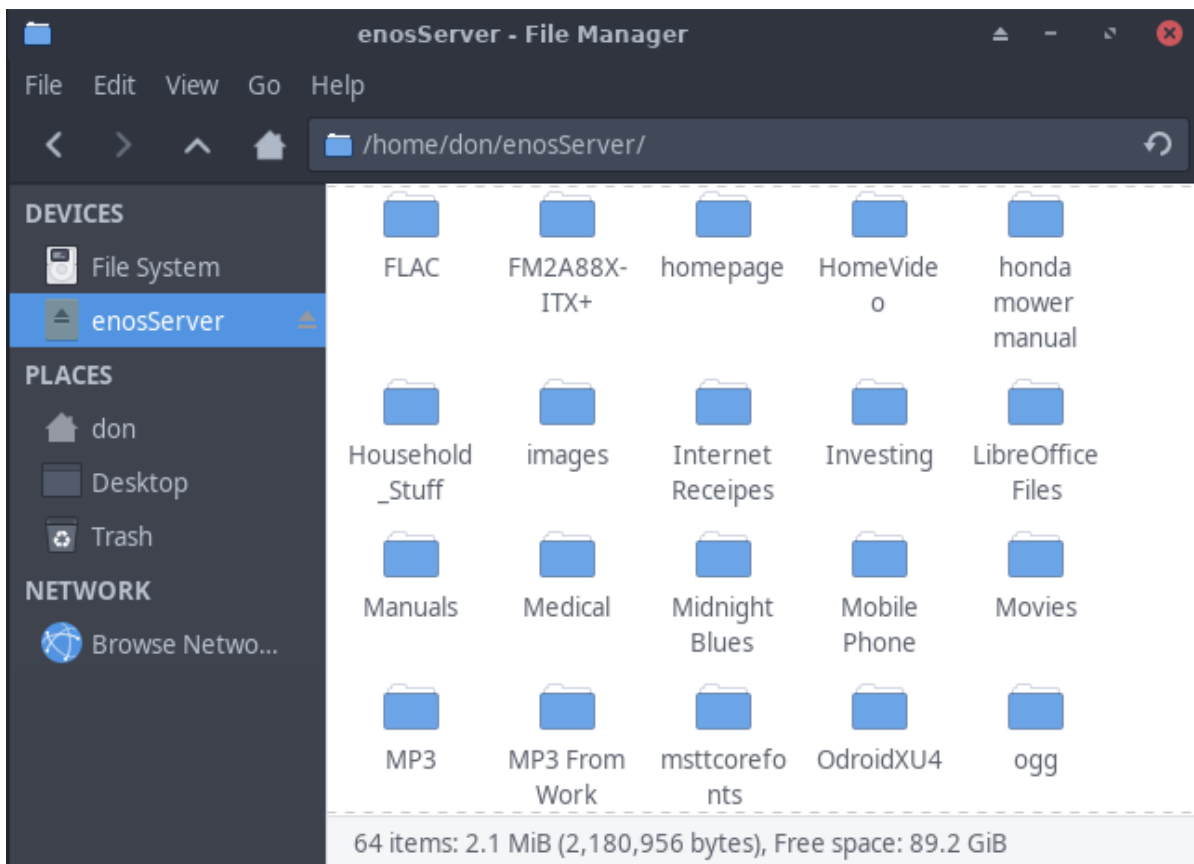 enosServer - File Manager
File Edit View Go Help
/home/don/enosServer/
DEVICES
File System
enosServer
PLACES
don
Desktop
Trash
NETWORK
Browse Netwo...
FLAC
FM2A88X-
ITX+
homepage
HomeVide
o
honda
mower
manual
Household
_Stuff
images
Internet
Receipes
Investing
LibreOffice
Files
Manuals
Medical
Midnight
Blues
Mobile
Phone
Movies
MP3
MP3 From
Work
msttcorefo
nts
OdroidXU4
ogg
64 items: 2.1 MiB (2,180,956 bytes), Free space: 89.2 GiB